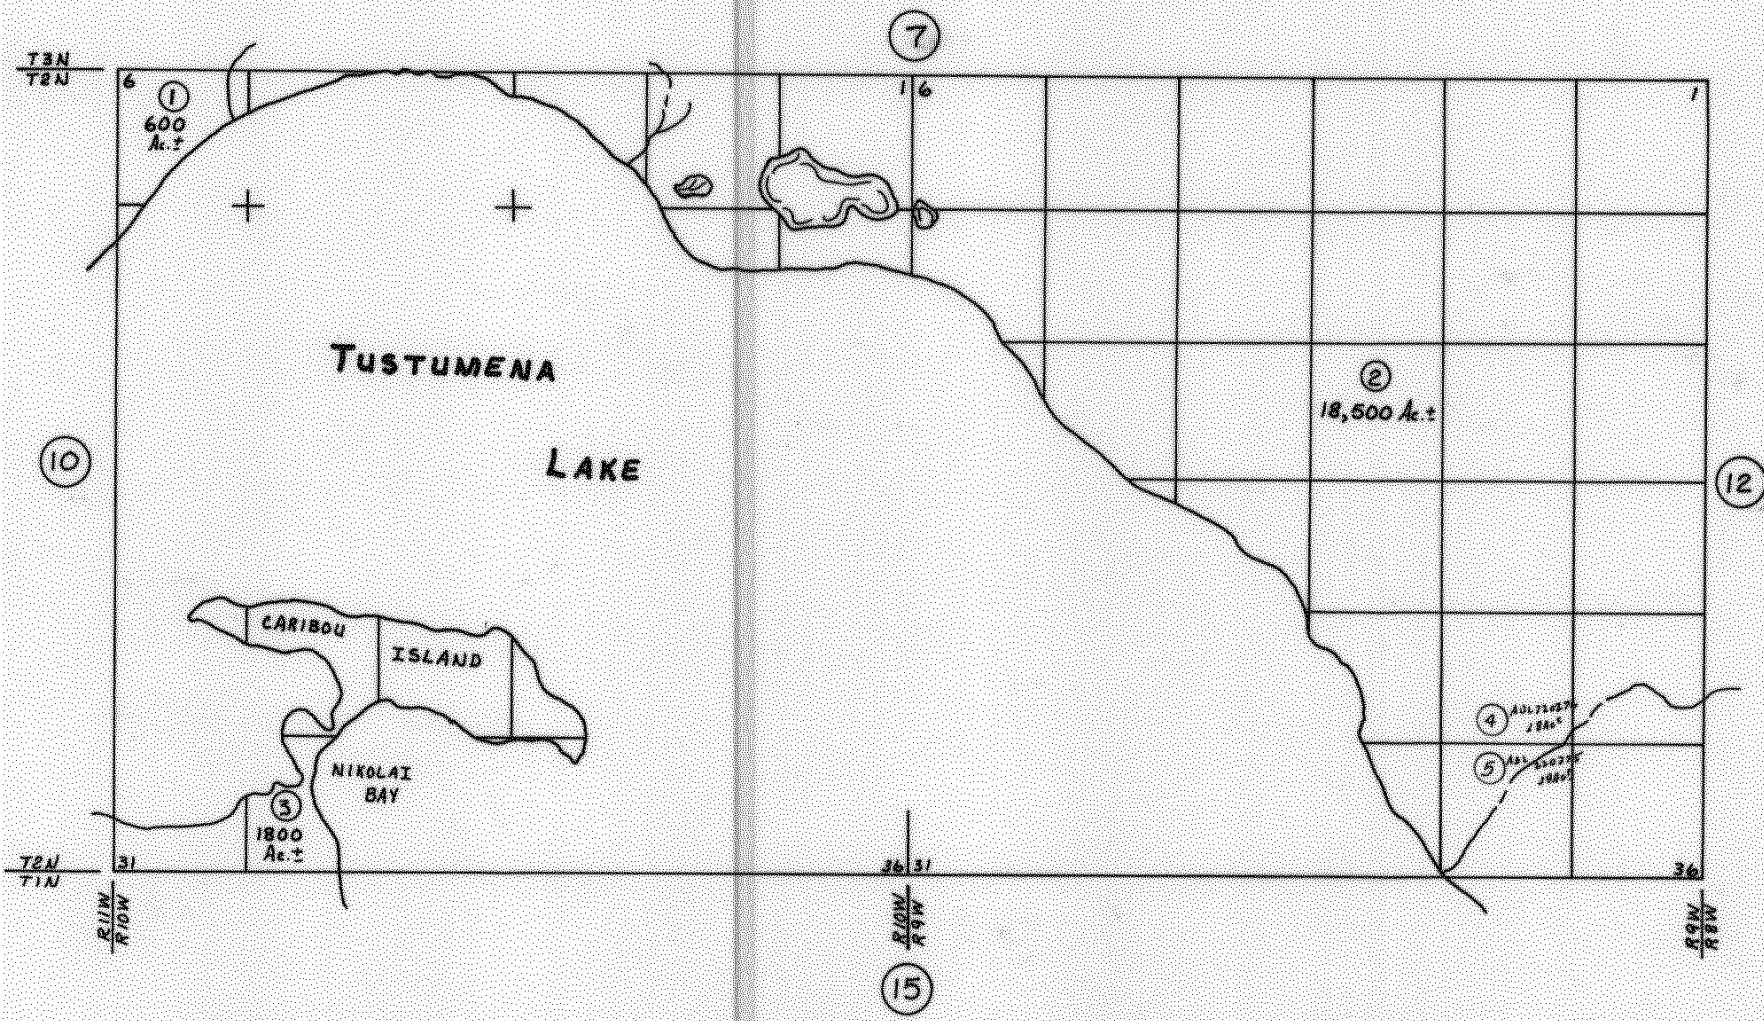 7
T3N
T2N
6
1
600
Ac.±
1 6
1
TUSTUMENA
LAKE
2
18,500 Ac.±
10
12
CARIBOU
ISLAND
4
5
NIKOLAI
BAY
3
1800
Ac.±
T2N
T1N
31
36 31
36
R11W
R10W
R10W
R9W
R9W
R8W
15